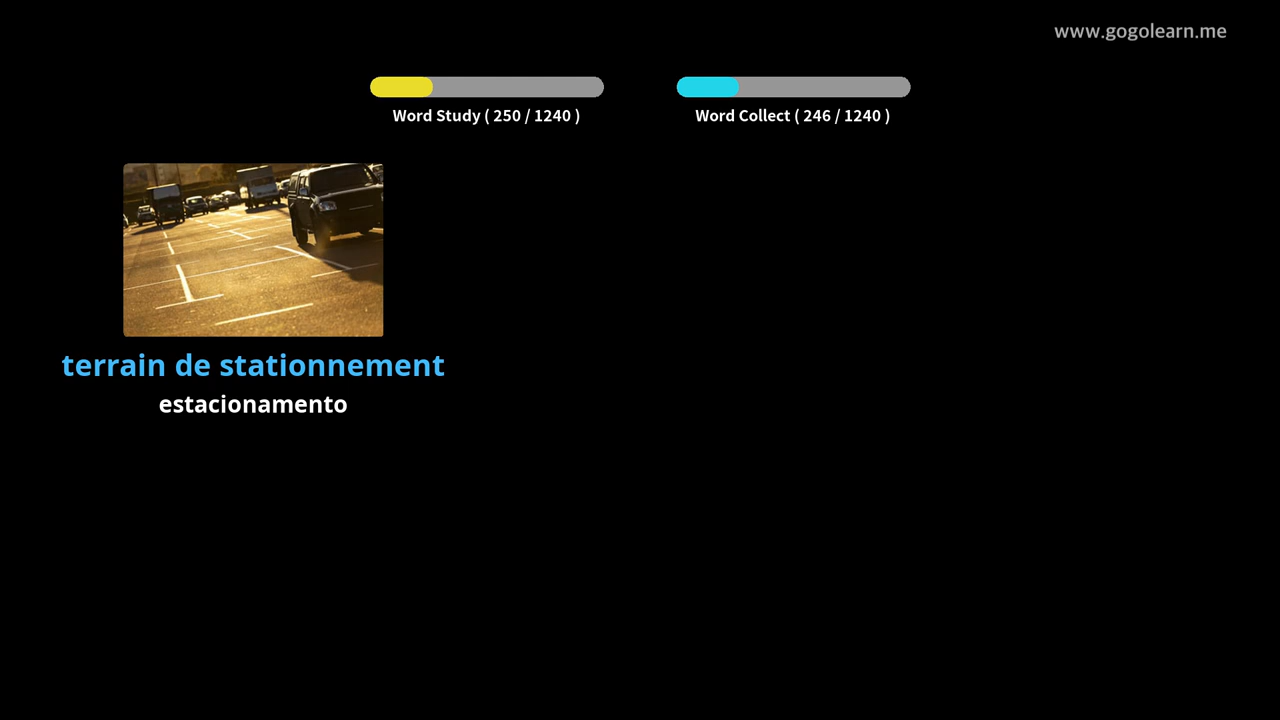 www.gogolearn.me
Word Study ( 250 / 1240 )
Word Collect ( 246 / 1240 )
terrain de stationnement
estacionamento